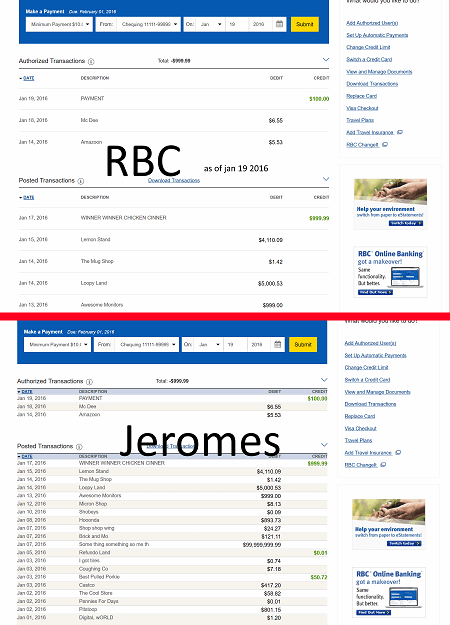 What would you like to do?
Make a Payment Due: February 01, 2016
Minimum Payment $10.( From: Chequing 11111-99999 On: Jan 19 2016 Submit
Add Authorized User(s)
Set Up Automatic Payments
Change Credit Limit
Switch a Credit Card
View and Manage Documents
Download Transactions
Replace Card
Visa Checkout
Travel Plans
Add Travel Insurance
RBC Change!
Authorized Transactions Total: -$999.99
DATE DESCRIPTION DEBIT CREDIT
Jan 19, 2016 PAYMENT $100.00
Jan 18, 2016 Mc Dee $6.55
Jan 14, 2016 Amazoon $5.53
RBC as of jan 19 2016
Posted Transactions Download Transactions
DATE DESCRIPTION DEBIT CREDIT
Jan 17, 2016 WINNER WINNER CHICKEN CINNER $999.99
Jan 15, 2016 Lemon Stand $4,110.09
Jan 14, 2016 The Mug Shop $1.42
Jan 14, 2016 Loopy Land $5,000.53
Jan 13, 2016 Awesome Monitors $999.00
Help your environment
switch from paper to eStatements!
Switch today
RBC Online Banking
got a makeover!
Same
functionality.
But better.
Find Out More
What would you like to do?
Make a Payment Due: February 01, 2016
Minimum Payment $10.( From: Chequing 11111-99999 On: Jan 19 2016 Submit
Add Authorized User(s)
Set Up Automatic Payments
Change Credit Limit
Switch a Credit Card
View and Manage Documents
Download Transactions
Replace Card
Visa Checkout
Travel Plans
Add Travel Insurance
RBC Change!
Authorized Transactions Total: -$999.99
DATE DESCRIPTION DEBIT CREDIT
Jan 19, 2016 PAYMENT $100.00
Jan 18, 2016 Mc Dee $6.55
Jan 14, 2016 Amazoon $5.53
Jeromes
Posted Transactions Download Transactions
DATE DESCRIPTION DEBIT CREDIT
Jan 17, 2016 WINNER WINNER CHICKEN CINNER $999.99
Jan 15, 2016 Lemon Stand $4,110.09
Jan 14, 2016 The Mug Shop $1.42
Jan 14, 2016 Loopy Land $5,000.53
Jan 13, 2016 Awesome Monitors $999.00
Jan 12, 2016 Micron Shop $8.13
Jan 10, 2016 Shobeys $0.09
Jan 08, 2016 Hooonda $893.73
Jan 07, 2016 Shop shop wing $34.27
Jan 07, 2016 Brick and Mo $121.11
Jan 07, 2016 Some thing something so me th $99,999,999.99
Jan 05, 2016 Refundo Land $0.01
Jan 03, 2016 I got tires $0.74
Jan 03, 2016 Coughing Co $7.18
Jan 03, 2016 Best Pulled Porkie $50.72
Jan 03, 2016 Castco $417.20
Jan 02, 2016 The Cool Store $58.82
Jan 02, 2016 Pennies For Days $0.01
Jan 02, 2016 Pitstoop $801.15
Jan 01, 2016 Digital, wORLD $1.20
Help your environment
switch from paper to eStatements!
Switch today
RBC Online Banking
got a makeover!
Same
functionality.
But better.
Find Out More